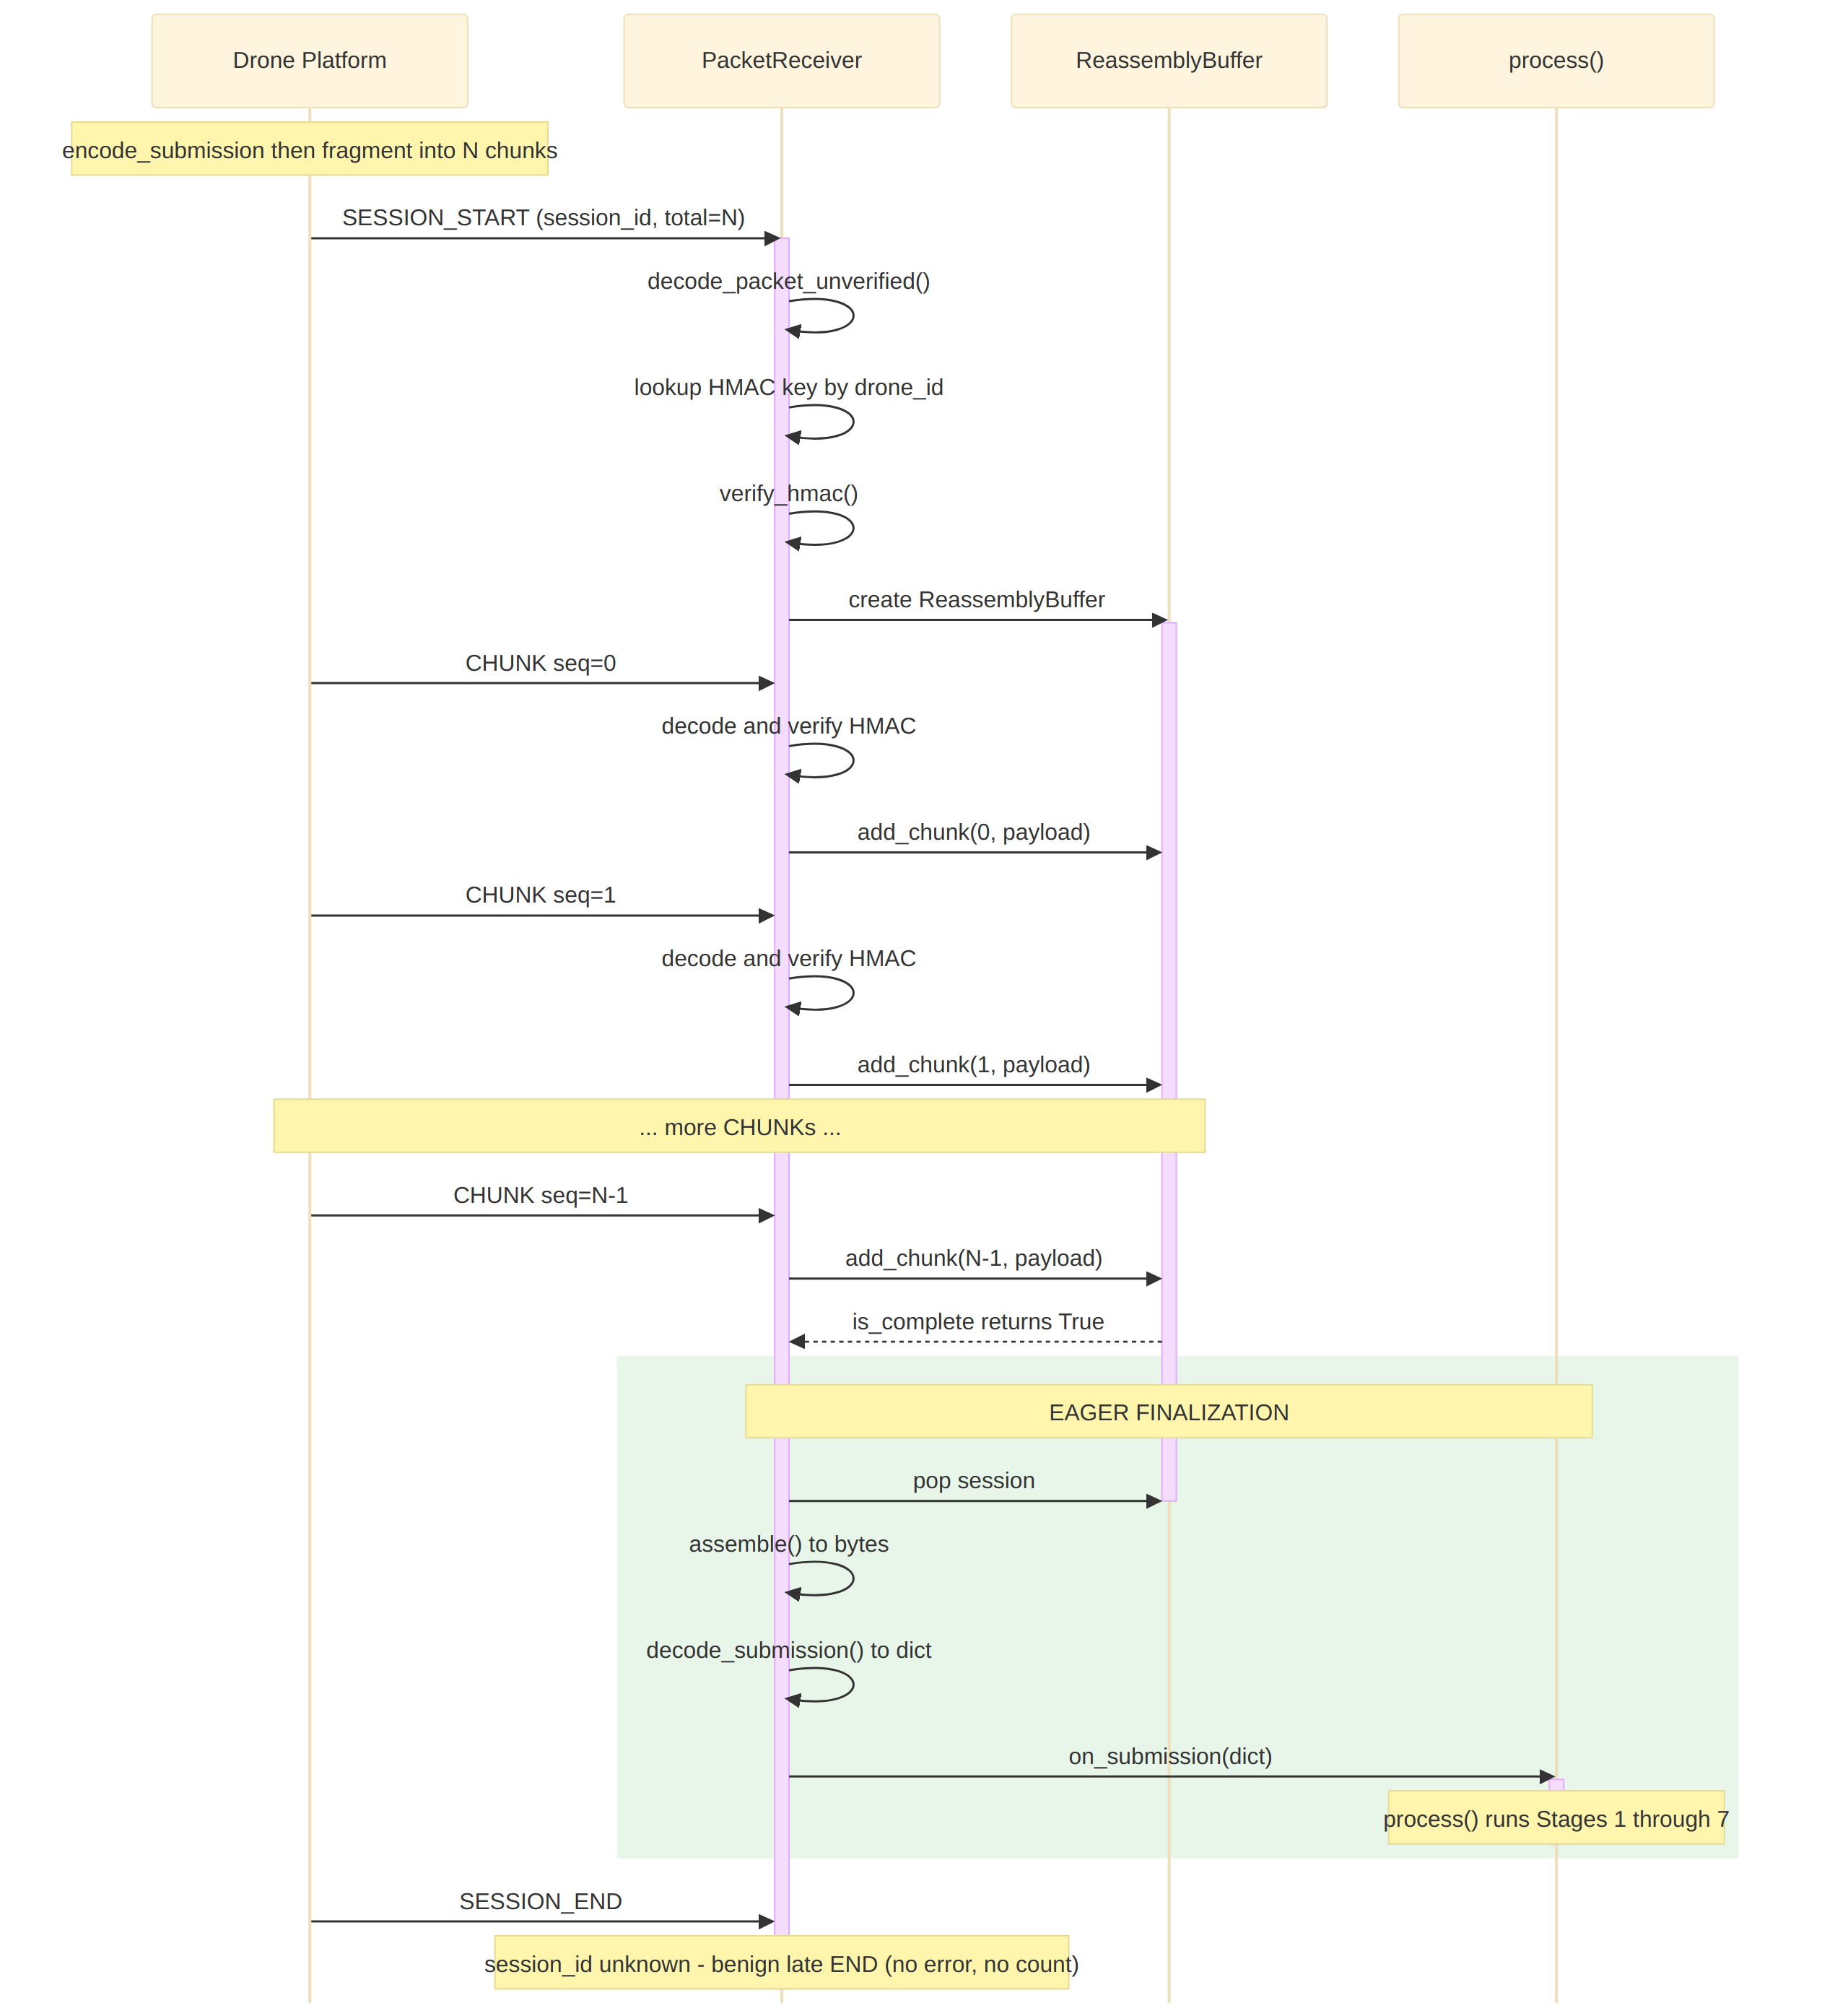 Drone Platform
PacketReceiver
ReassemblyBuffer
process()
encode_submission then fragment into N chunks
SESSION_START (session_id, total=N)
decode_packet_unverified()
lookup HMAC key by drone_id
verify_hmac()
create ReassemblyBuffer
CHUNK seq=0
decode and verify HMAC
add_chunk(0, payload)
CHUNK seq=1
decode and verify HMAC
add_chunk(1, payload)
... more CHUNKs ...
CHUNK seq=N-1
add_chunk(N-1, payload)
is_complete returns True
EAGER FINALIZATION
pop session
assemble() to bytes
decode_submission() to dict
on_submission(dict)
process() runs Stages 1 through 7
SESSION_END
session_id unknown - benign late END (no error, no count)